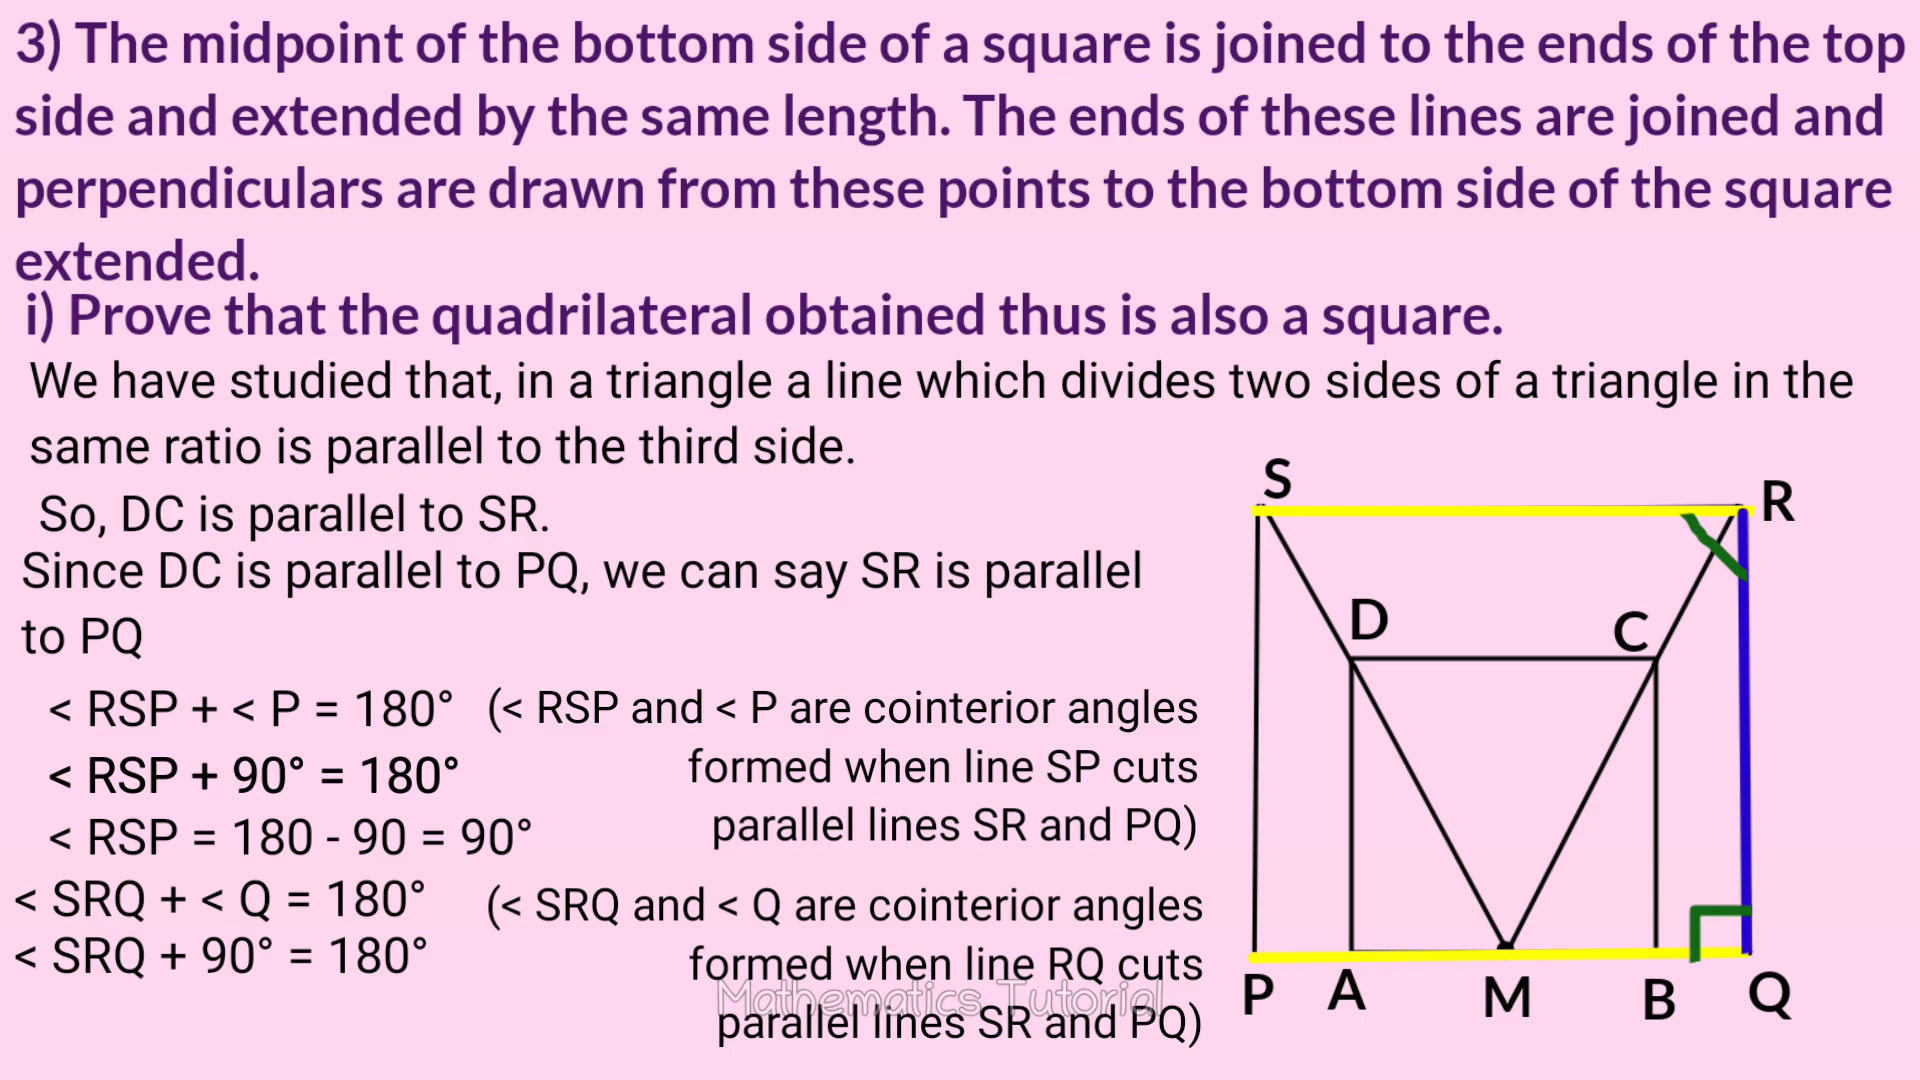 3) The midpoint of the bottom side of a square is joined to the ends of the top
side and extended by the same length. The ends of these lines are joined and
perpendiculars are drawn from these points to the bottom side of the square
extended.
i) Prove that the quadrilateral obtained thus is also a square.
We have studied that, in a triangle a line which divides two sides of a triangle in the
same ratio is parallel to the third side.
So, DC is parallel to SR.
Since DC is parallel to PQ, we can say SR is parallel
to PQ
< RSP + < P = 180° (< RSP and < P are cointerior angles
formed when line SP cuts
parallel lines SR and PQ)
< RSP + 90° = 180°
< RSP = 180 - 90 = 90°
< SRQ + < Q = 180° (< SRQ and < Q are cointerior angles
formed when line RQ cuts
parallel lines SR and PQ)
< SRQ + 90° = 180°
Mathematics Tutorial
S
R
D
C
P
A
M
B
Q